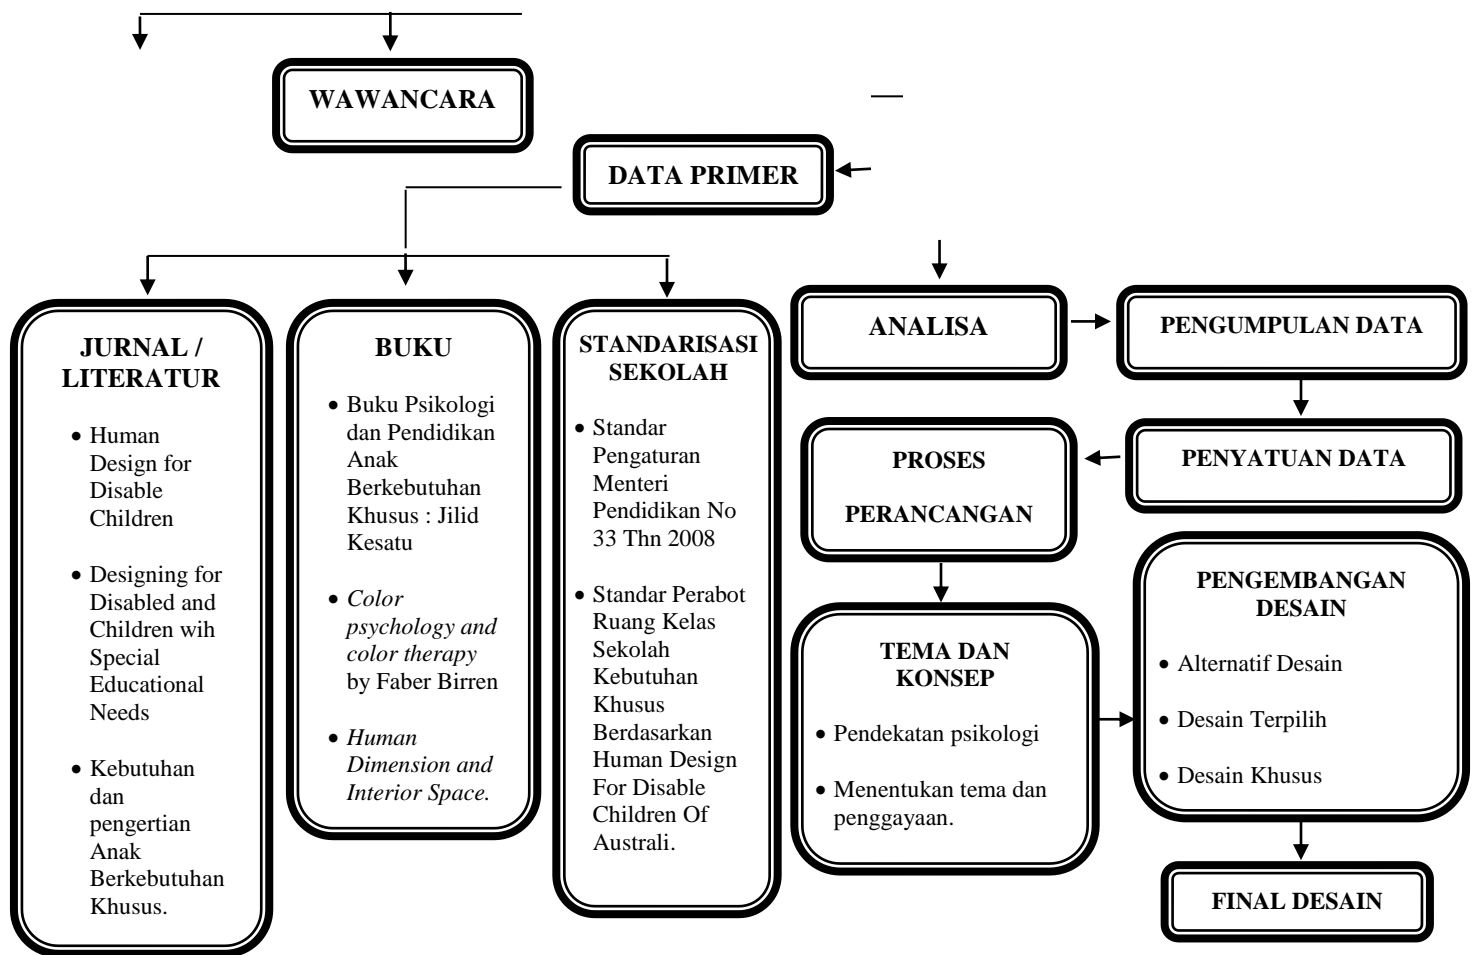 WAWANCARA
DATA PRIMER
JURNAL /
LITERATUR
• Human
Design for
Disable
Children
• Designing for
Disabled and
Children wih
Special
Educational
Needs
• Kebutuhan
dan
pengertian
Anak
Berkebutuhan
Khusus.
BUKU
• Buku Psikologi
dan Pendidikan
Anak
Berkebutuhan
Khusus : Jilid
Kesatu
• Color
psychology and
color therapy
by Faber Birren
• Human
Dimension and
Interior Space.
STANDARISASI
SEKOLAH
• Standar
Pengaturan
Menteri
Pendidikan No
33 Thn 2008
• Standar Perabot
Ruang Kelas
Sekolah
Kebutuhan
Khusus
Berdasarkan
Human Design
For Disable
Children Of
Australi.
ANALISA
PENGUMPULAN DATA
PENYATUAN DATA
PROSES
PERANCANGAN
TEMA DAN
KONSEP
• Pendekatan psikologi
• Menentukan tema dan
penggayaan.
PENGEMBANGAN
DESAIN
• Alternatif Desain
• Desain Terpilih
• Desain Khusus
FINAL DESAIN